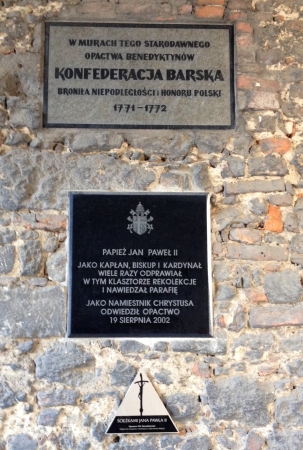 W MURACH TEGO STARODAWNEGO
OPACTWA BENEDYKTYNÓW
KONFEDERACJA BARSKA
BRONIŁA NIEPODLEGŁOŚCI I HONORU POLSKI
1771-1772
PAPIEŻ JAN PAWEŁ II
JAKO KAPŁAN, BISKUP I KARDYNAŁ
WIELE RAZY ODPRAWIAŁ
W TYM KLASZTORZE REKOLEKCJE
I NAWIEDZAŁ PARAFIĘ
JAKO NAMIESTNIK CHRYSTUSA
ODWIEDZIŁ OPACTWO
19 SIERPNIA 2002
ŚCIEŻKAMI JANA PAWŁA II